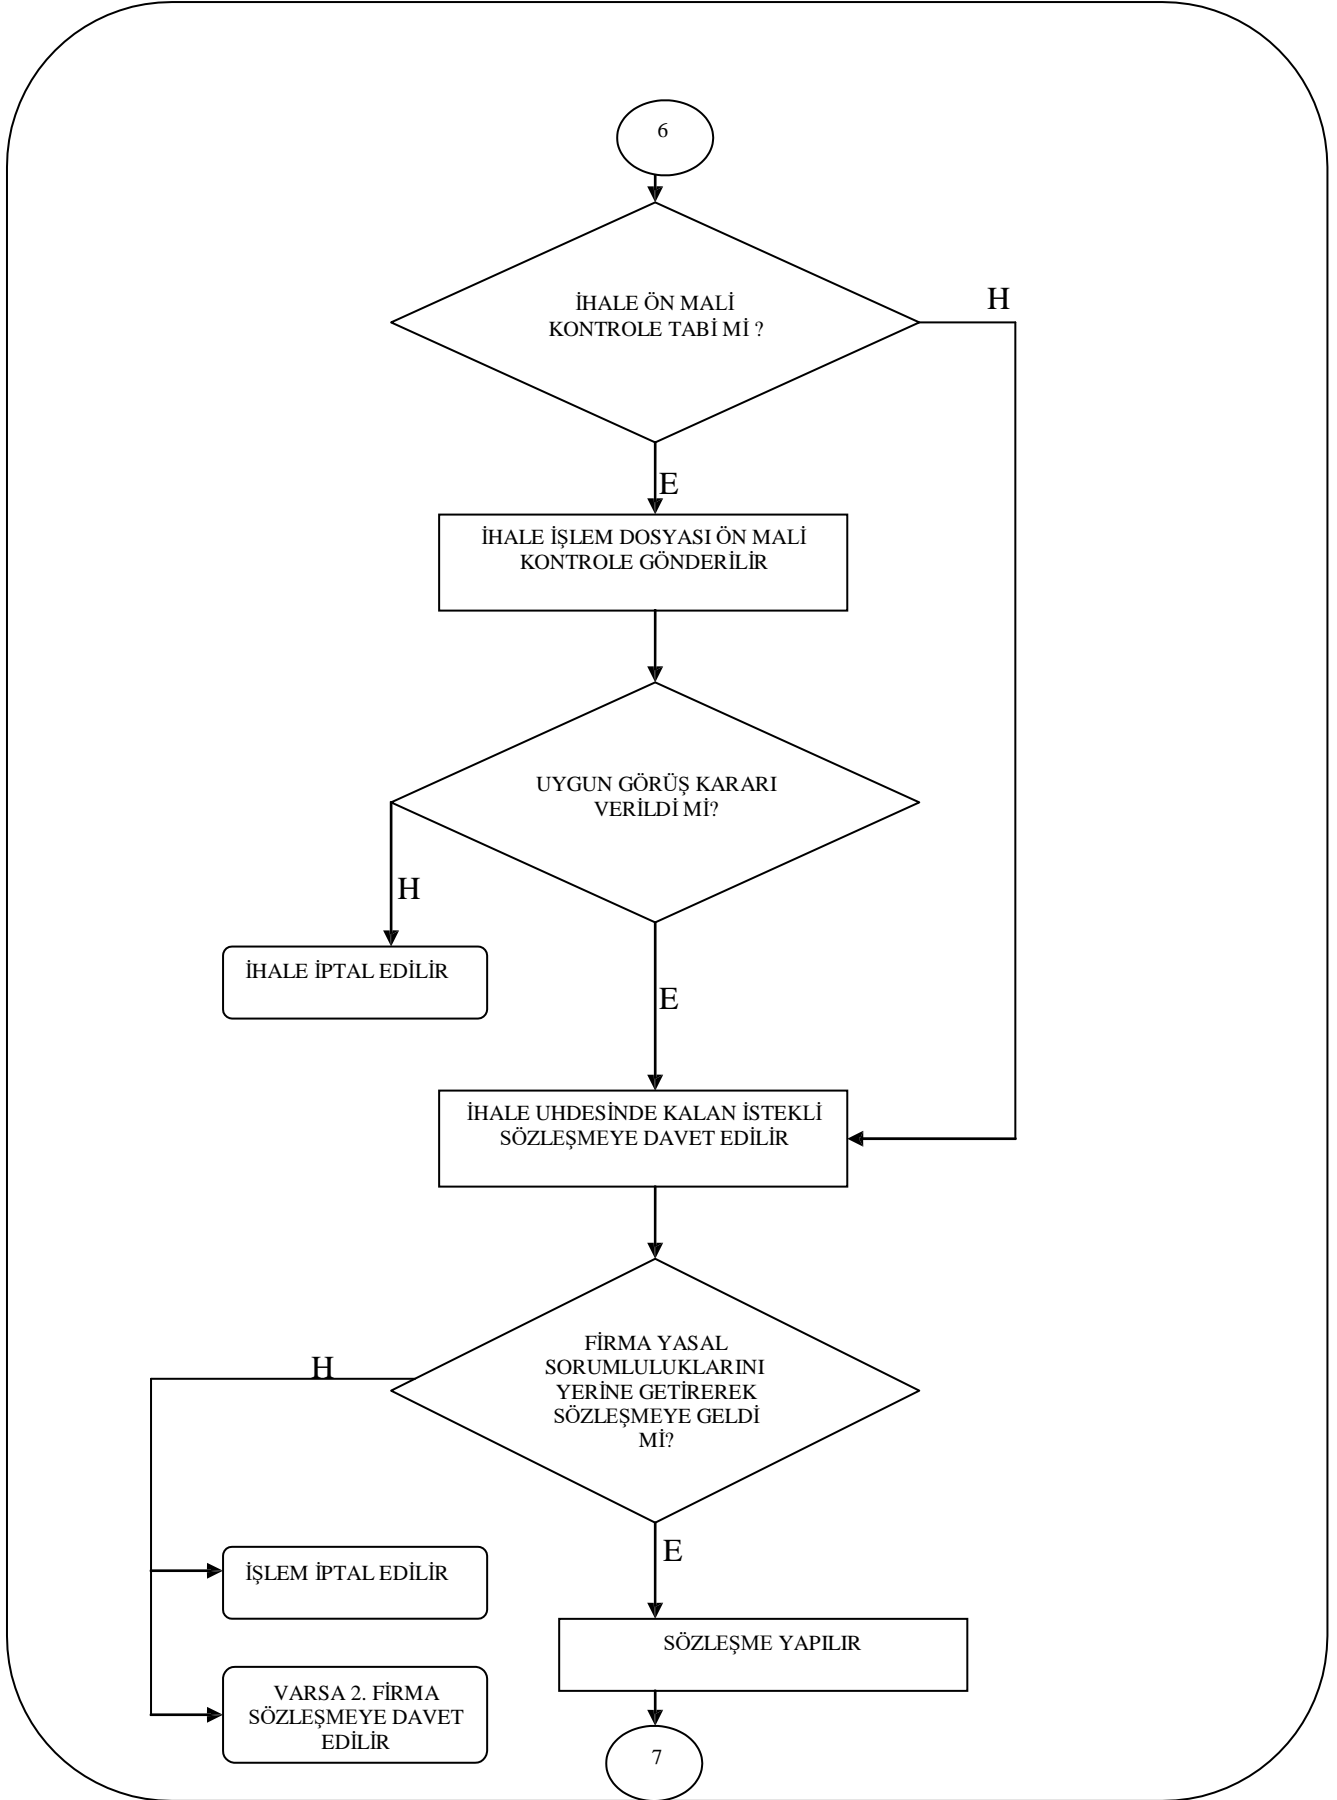 6
İHALE ÖN MALİ
KONTROLE TABİ Mİ ?
H
E
İHALE İŞLEM DOSYASI ÖN MALİ
KONTROLE GÖNDERİLİR
UYGUN GÖRÜŞ KARARI
VERİLDİ Mİ?
H
İHALE İPTAL EDİLİR
E
İHALE UHDESİNDE KALAN İSTEKLİ
SÖZLEŞMEYE DAVET EDİLİR
FİRMA YASAL
SORUMLULUKLARINI
YERİNE GETİREREK
SÖZLEŞMEYE GELDİ
Mİ?
H
E
İŞLEM İPTAL EDİLİR
SÖZLEŞME YAPILIR
VARSA 2. FİRMA
SÖZLEŞMEYE DAVET
EDİLİR
7